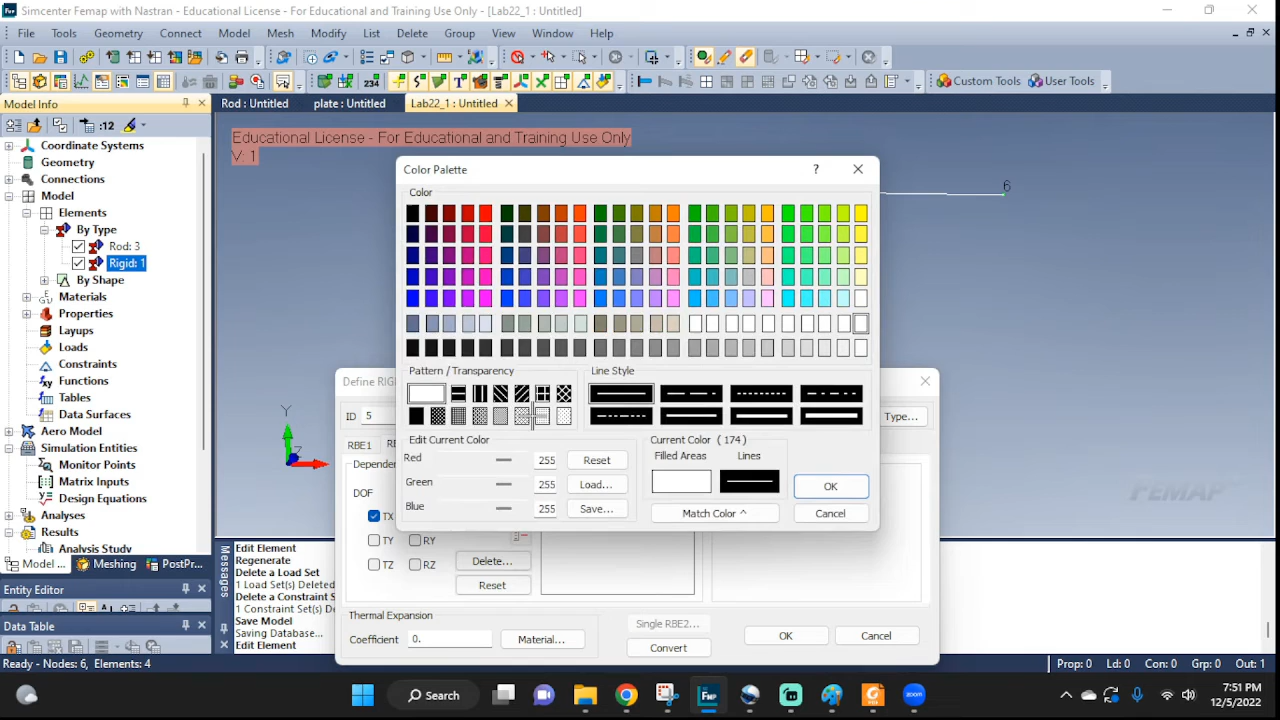 Simcenter Femap with Nastran - Educational License - For Educational and Training Use Only - [Lab22_1 : Untitled]
File Tools Geometry Connect Model Mesh Modify List Delete Group View Window Help
234
Custom Tools User Tools
Model Info
Rod : Untitled plate : Untitled Lab22_1 : Untitled
:12
Educational License - For Educational and Training Use Only
V: 1
6
Coordinate Systems
Geometry
Connections
Model
Elements
By Type
Rod: 3
Rigid: 1
By Shape
Materials
Properties
Layups
Loads
Constraints
Functions
Tables
Data Surfaces
Aero Model
Simulation Entities
Monitor Points
Matrix Inputs
Design Equations
Analyses
Results
Analysis Study
Model ... Meshing PostPr...
Entity Editor
Data Table
Color Palette
?
Color
Pattern / Transparency
Line Style
Edit Current Color
Red 255 Reset
Green 255 Load...
Blue 255 Save...
Current Color ( 174 )
Filled Areas Lines
Match Color ^
OK
Cancel
Y
Z
FEMAP
ID 5
Type...
RBE1
DOF
TX
TY RY
TZ RZ
Delete...
Reset
Thermal Expansion
Coefficient 0. Material...
Single RBE2...
Convert
OK Cancel
Messages
Edit Element
Regenerate
Delete a Load Set
1 Load Set(s) Deleted
Delete a Constraint S
Save Model
Saving Database...
Edit Element
Ready - Nodes: 6, Elements: 4
Prop: 0 Ld: 0 Con: 0 Grp: 0 Out: 1
Search
FMP
zoom
7:51 PM
12/5/2022